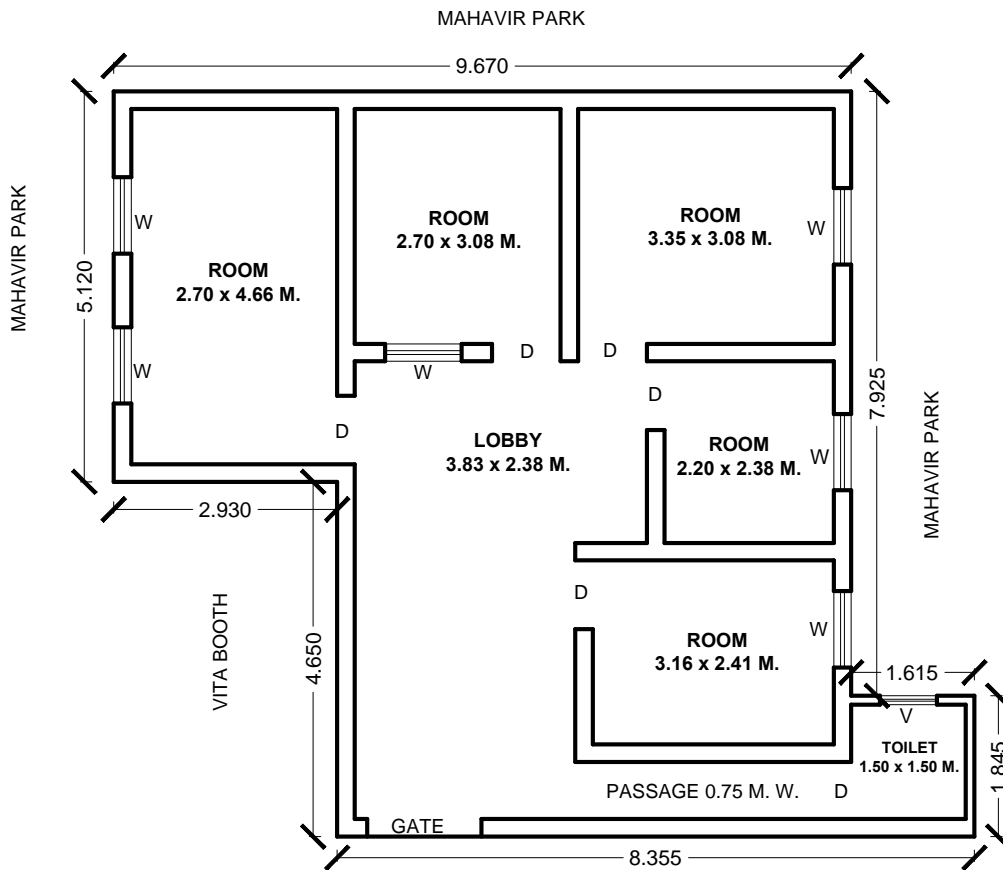 MAHAVIR PARK
9.670
MAHAVIR PARK
5.120
W
W
ROOM
2.70 x 4.66 M.
ROOM
2.70 x 3.08 M.
ROOM
3.35 x 3.08 M.
W
W
D
D
D
D
7.925
MAHAVIR PARK
LOBBY
3.83 x 2.38 M.
ROOM
2.20 x 2.38 M.
W
2.930
VITA BOOTH
4.650
D
ROOM
3.16 x 2.41 M.
W
1.615
V
TOILET
1.50 x 1.50 M.
1.845
PASSAGE 0.75 M. W.
D
GATE
8.355